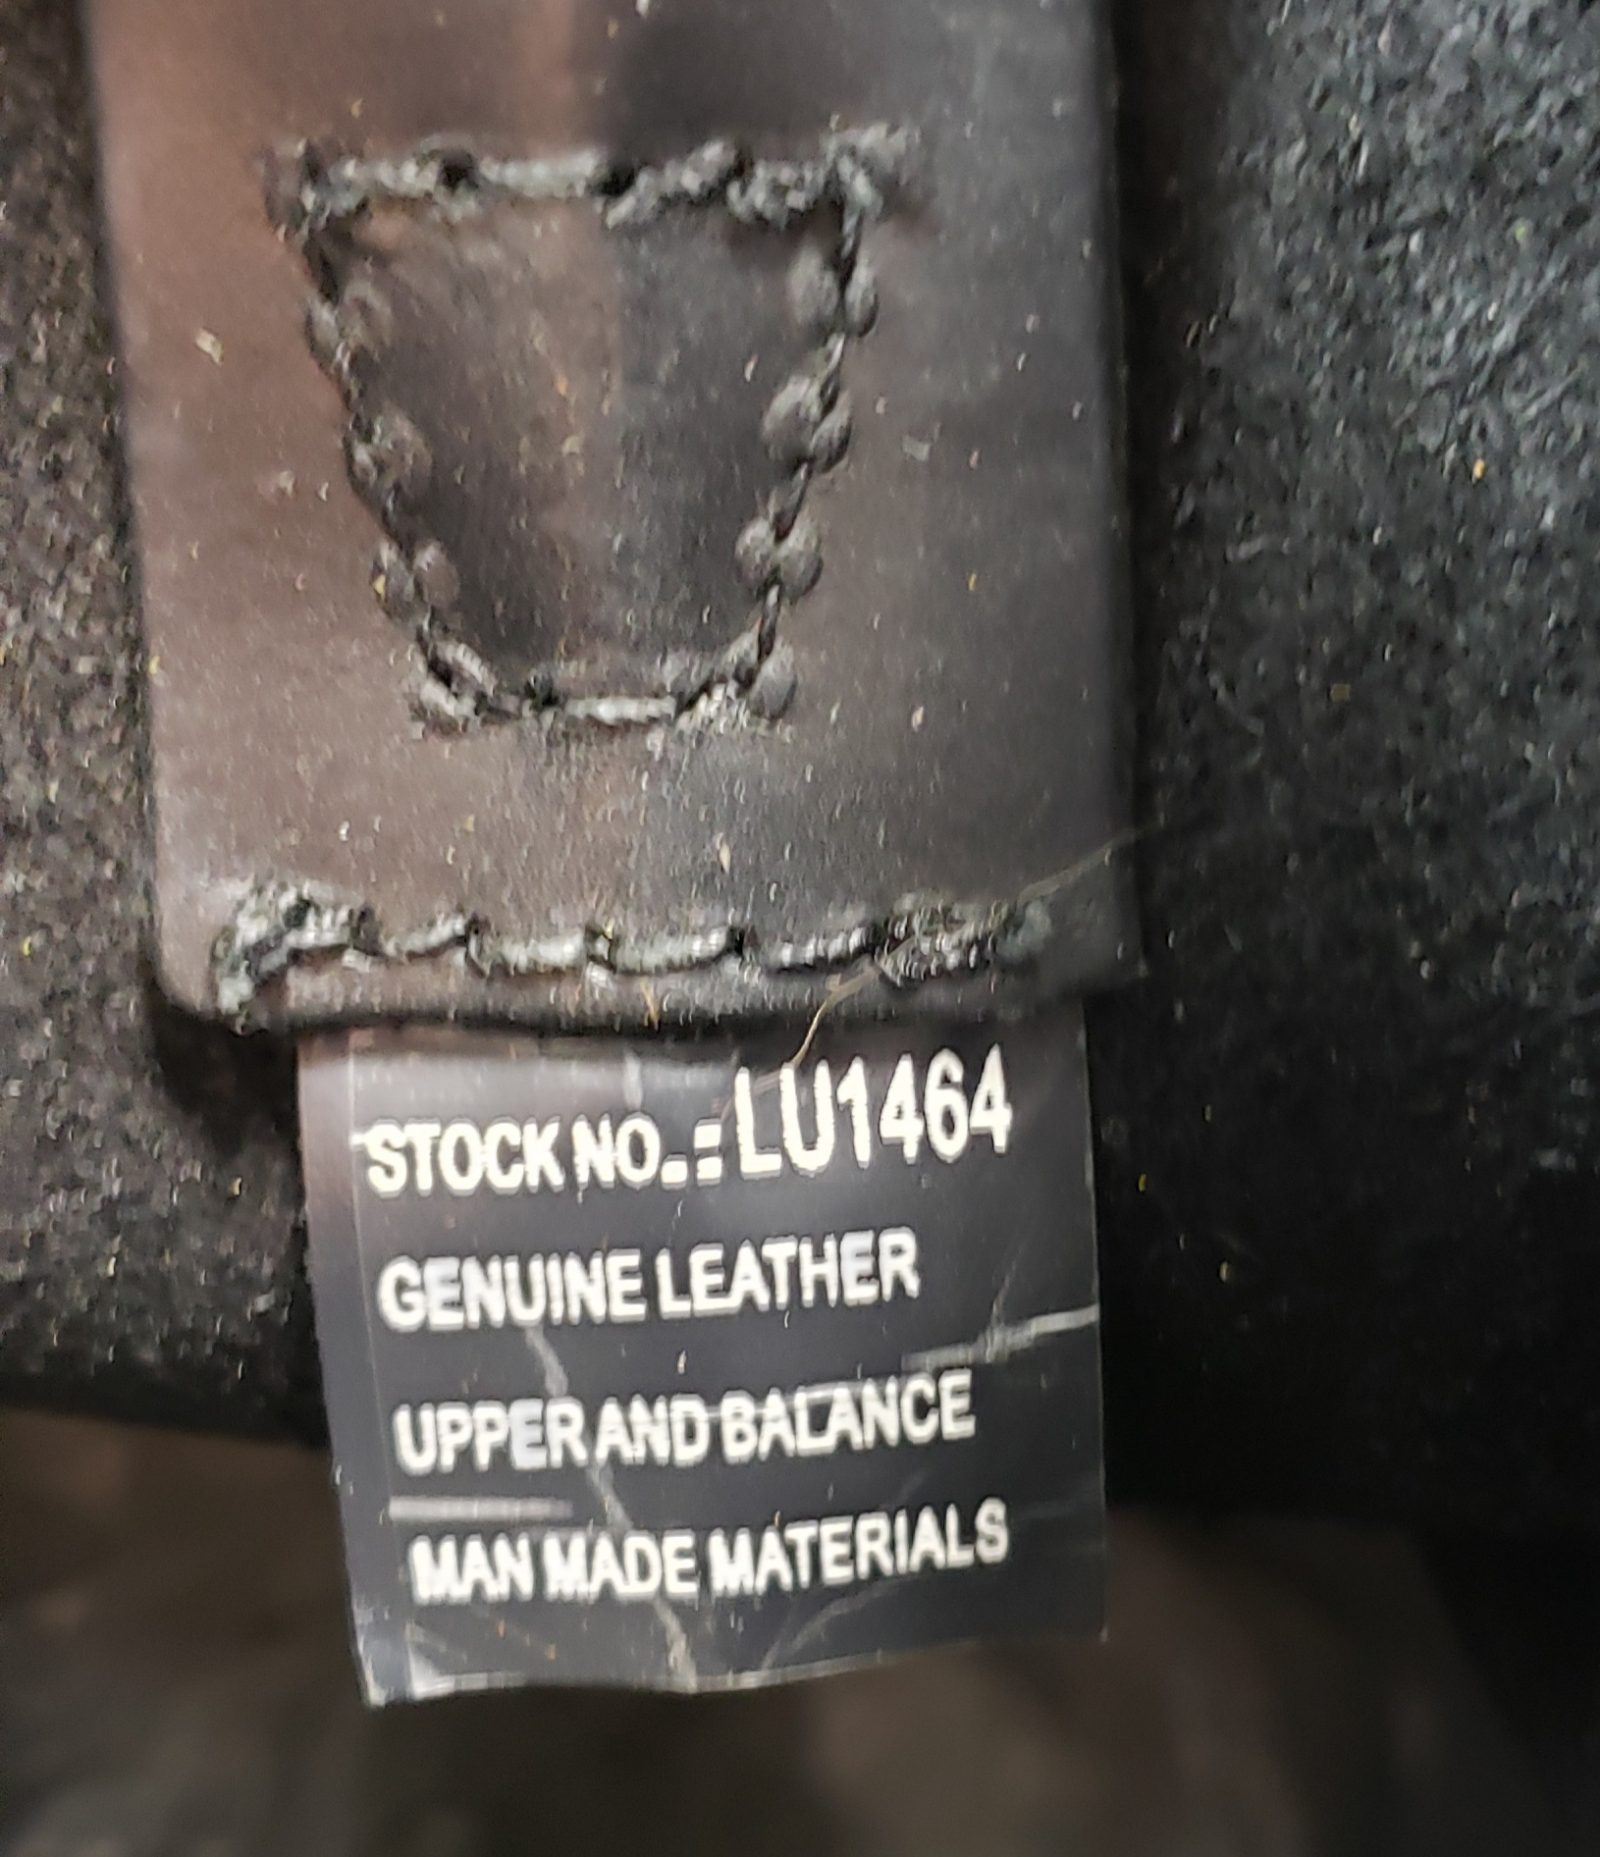 STOCK NO.:LU1464
GENUINE LEATHER
UPPER AND BALANCE
MAN MADE MATERIALS